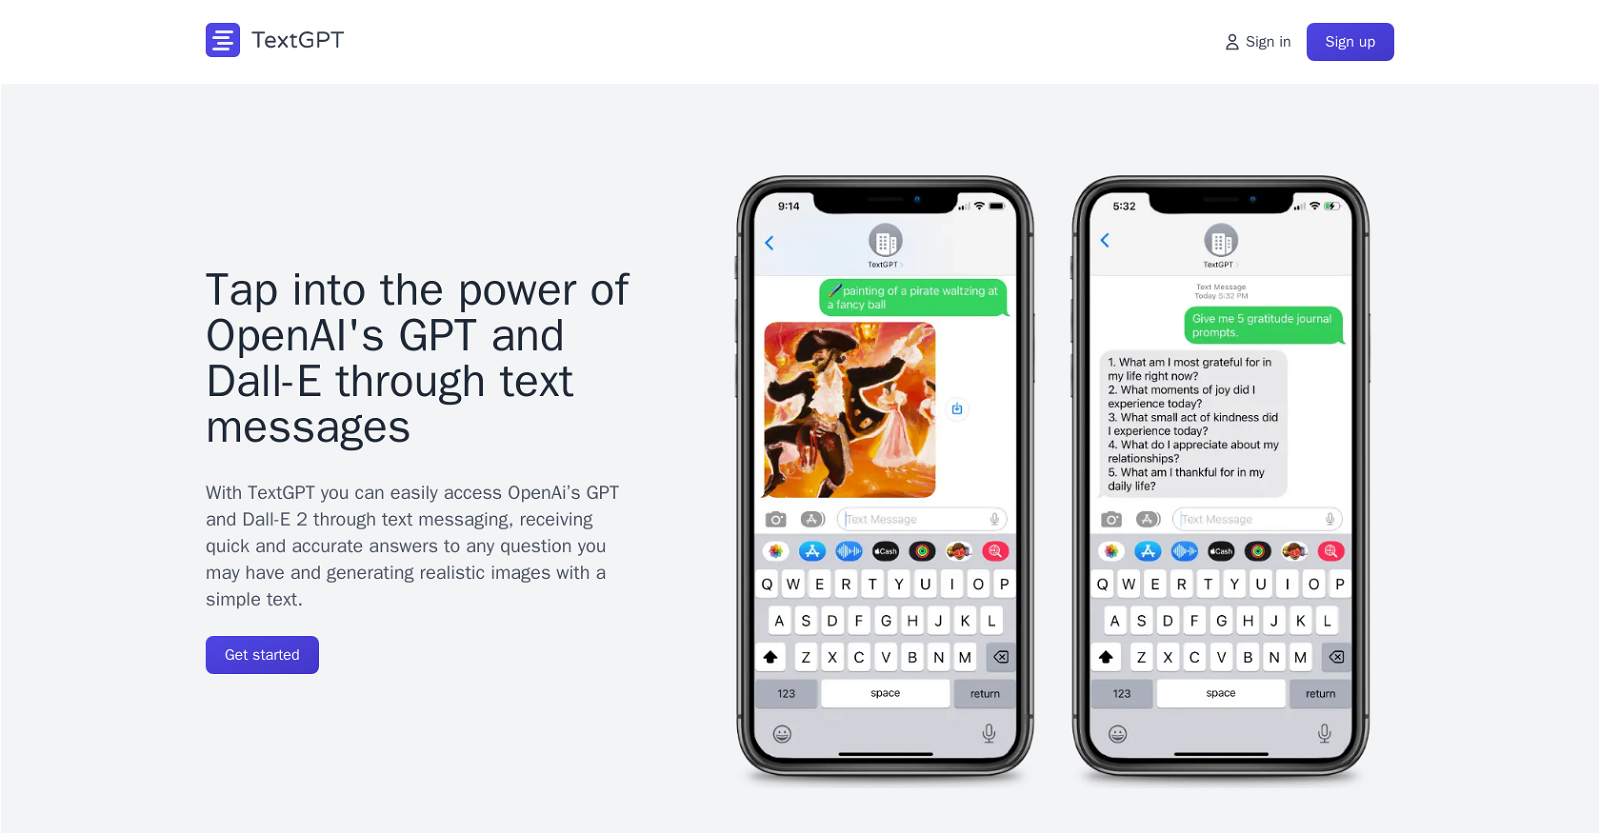 TextGPT
Sign in
Sign up
Tap into the power of
OpenAI's GPT and
Dall-E through text
messages
With TextGPT you can easily access OpenAi's GPT
and Dall-E 2 through text messaging, receiving
quick and accurate answers to any question you
may have and generating realistic images with a
simple text.
Get started
9:14
TextGPT
painting of a pirate waltzing at
a fancy ball
Text Message
Cash
Q W E R T Y U I O P
A S D F G H J K L
Z X C V B N M
123 space return
5:32
TextGPT
Text Message
Today 5:32 PM
Give me 5 gratitude journal
prompts.
1. What am I most grateful for in
my life right now?
2. What moments of joy did I
experience today?
3. What small act of kindness did
I experience today?
4. What do I appreciate about my
relationships?
5. What am I thankful for in my
daily life?
Text Message
Cash
Q W E R T Y U I O P
A S D F G H J K L
Z X C V B N M
123 space return